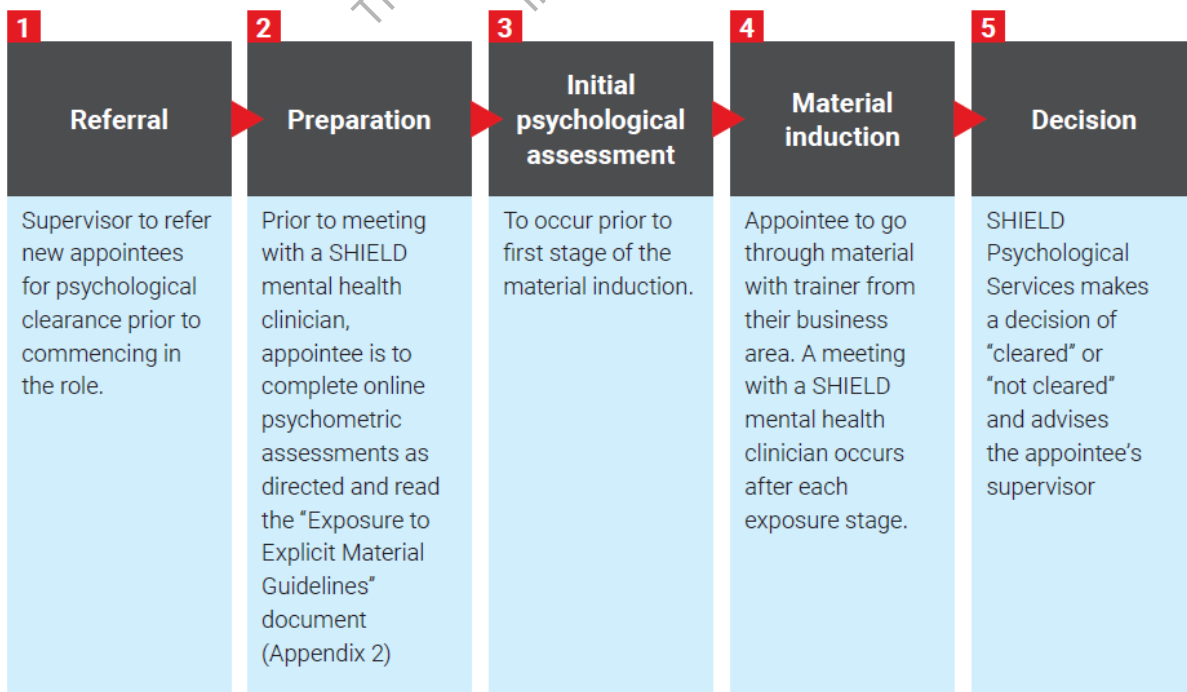 1
Referral
Supervisor to refer
new appointees
for psychological
clearance prior to
commencing in
the role.
2
Preparation
Prior to meeting
with a SHIELD
mental health
clinician,
appointee is to
complete online
psychometric
assessments as
directed and read
the “Exposure to
Explicit Material
Guidelines”
document
(Appendix 2)
3
Initial
psychological
assessment
To occur prior to
first stage of the
material induction.
4
Material
induction
Appointee to go
through material
with trainer from
their business
area. A meeting
with a SHIELD
mental health
clinician occurs
after each
exposure stage.
5
Decision
SHIELD
Psychological
Services makes
a decision of
“cleared” or
“not cleared”
and advises
the appointee’s
supervisor